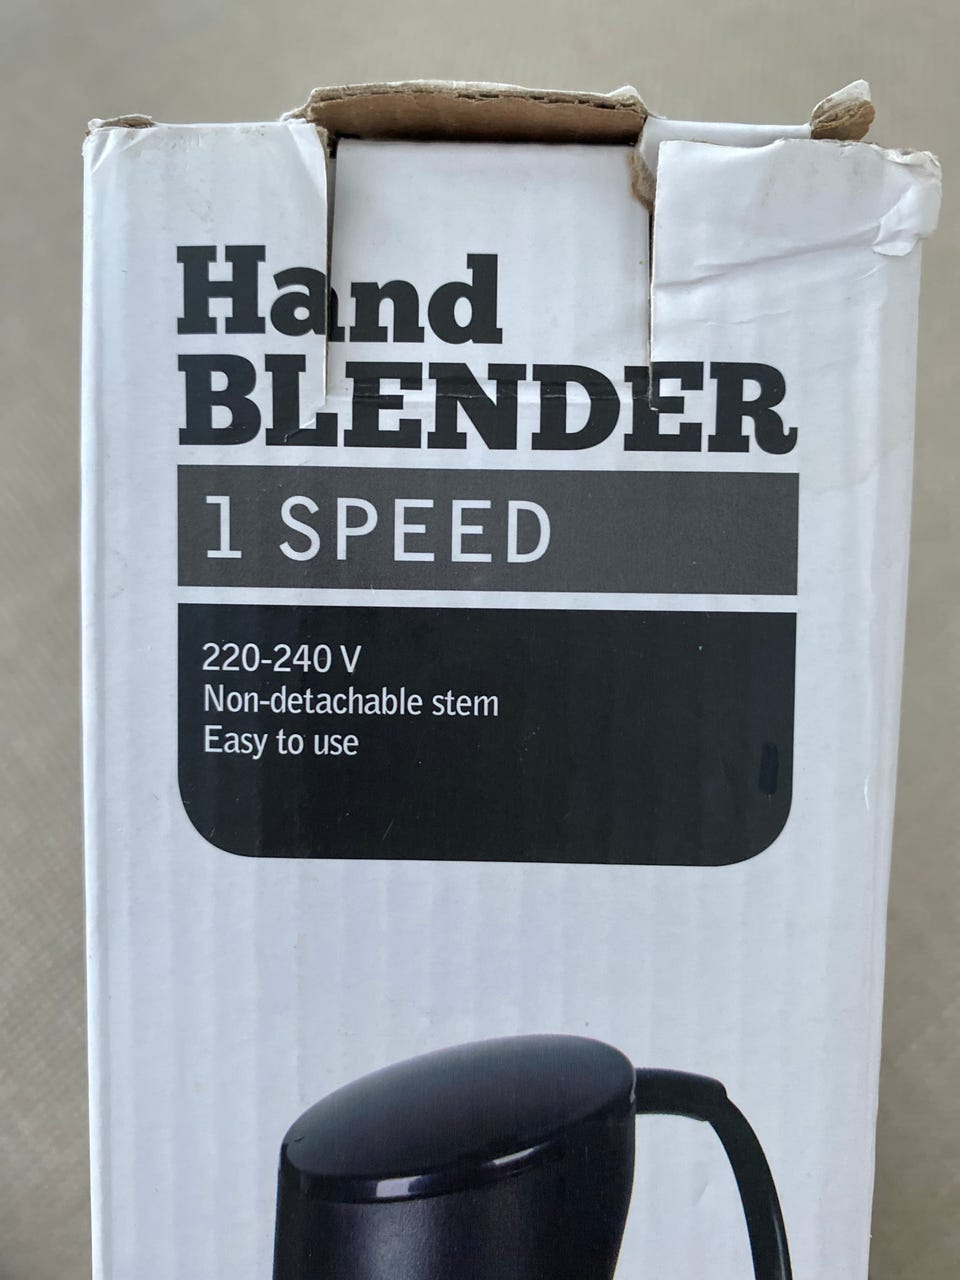 Hand
BLENDER
1 SPEED
220-240 V
Non-detachable stem
Easy to use